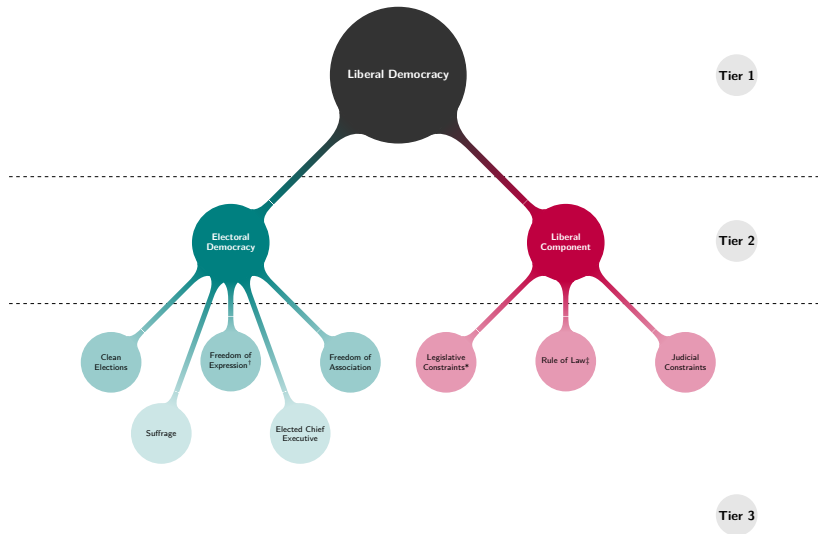 Liberal Democracy
Tier 1
Electoral
Democracy
Liberal
Component
Tier 2
Clean
Elections
Freedom of
Expression†
Freedom of
Association
Legislative
Constraints*
Rule of Law‡
Judicial
Constraints
Suffrage
Elected Chief
Executive
Tier 3